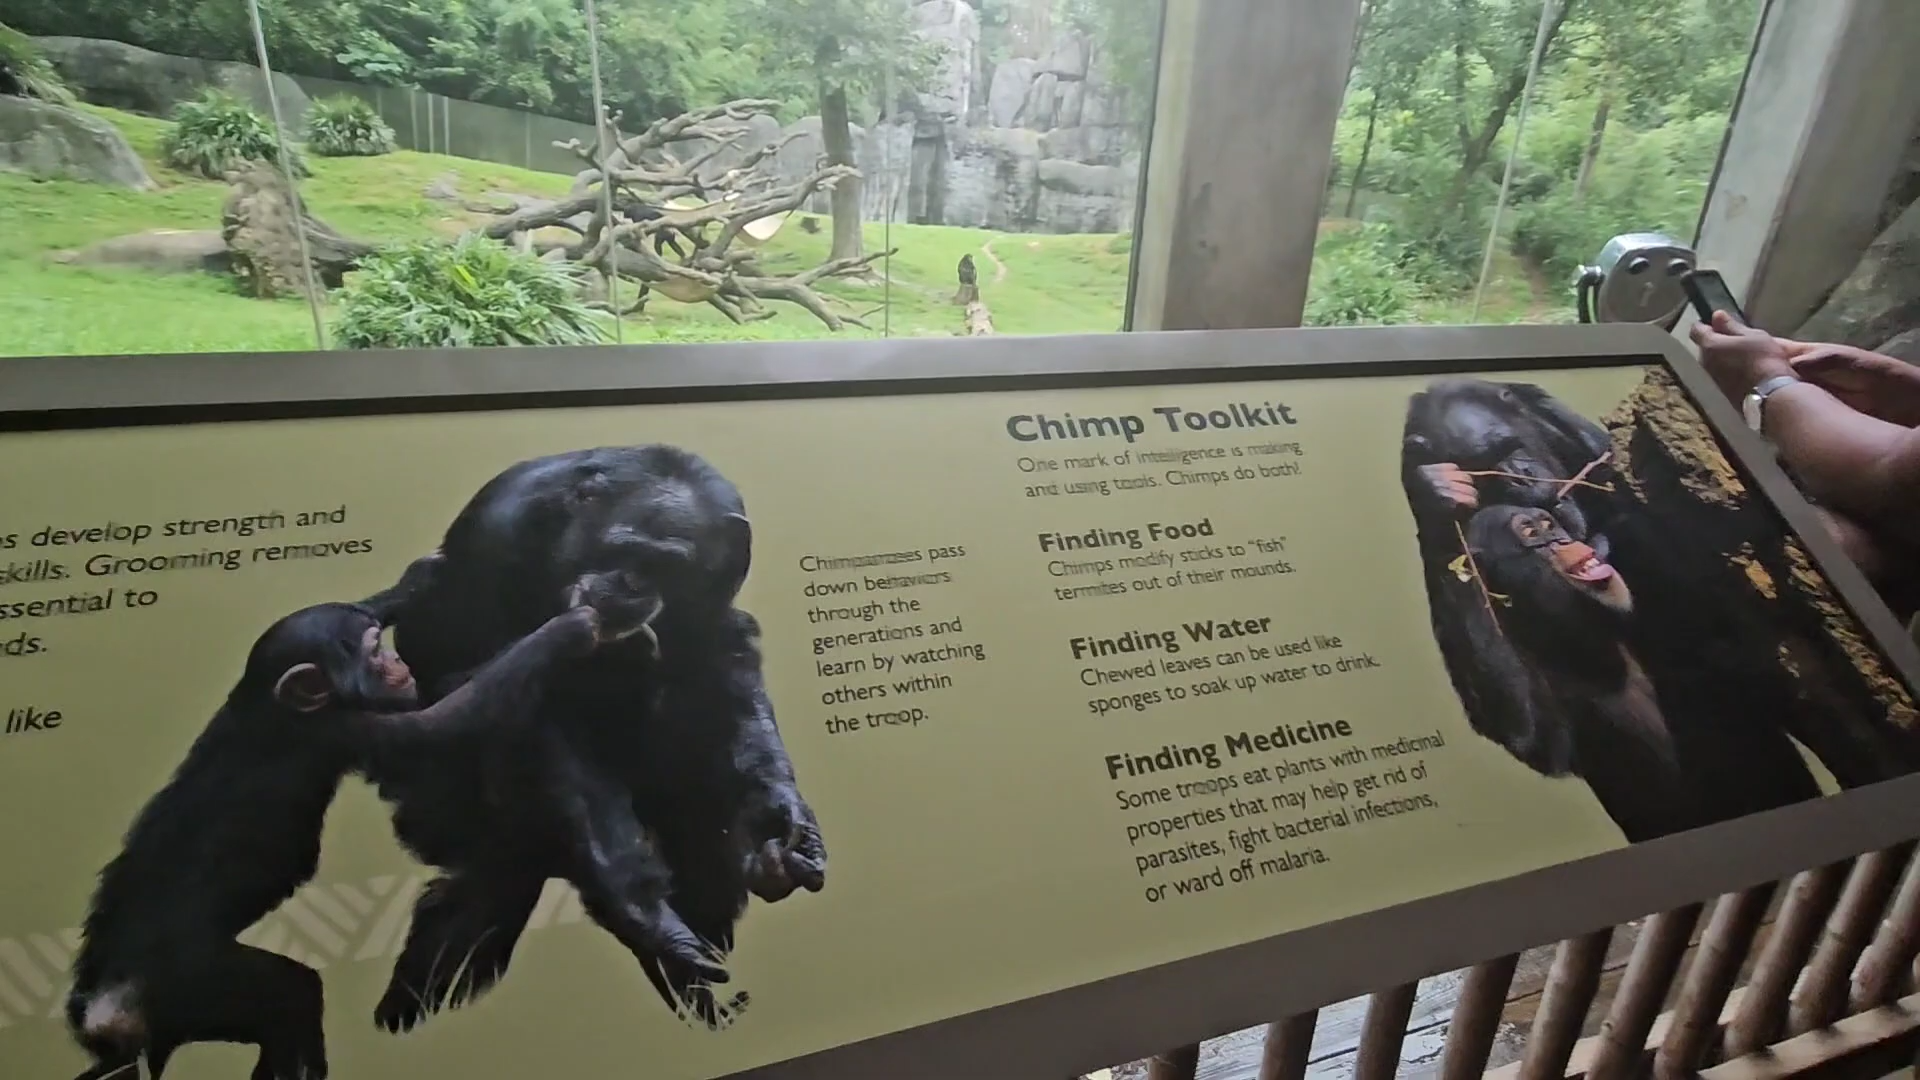 s develop strength and
skills. Grooming removes
ssential to
ds.
like
Chimpanzees pass
down behaviors
through the
generations and
learn by watching
others within
the troop.
Chimp Toolkit
One mark of intelligence is making
and using tools. Chimps do both!
Finding Food
Chimps modify sticks to "fish"
termites out of their mounds.
Finding Water
Chewed leaves can be used like
sponges to soak up water to drink.
Finding Medicine
Some troops eat plants with medicinal
properties that may help get rid of
parasites, fight bacterial infections,
or ward off malaria.